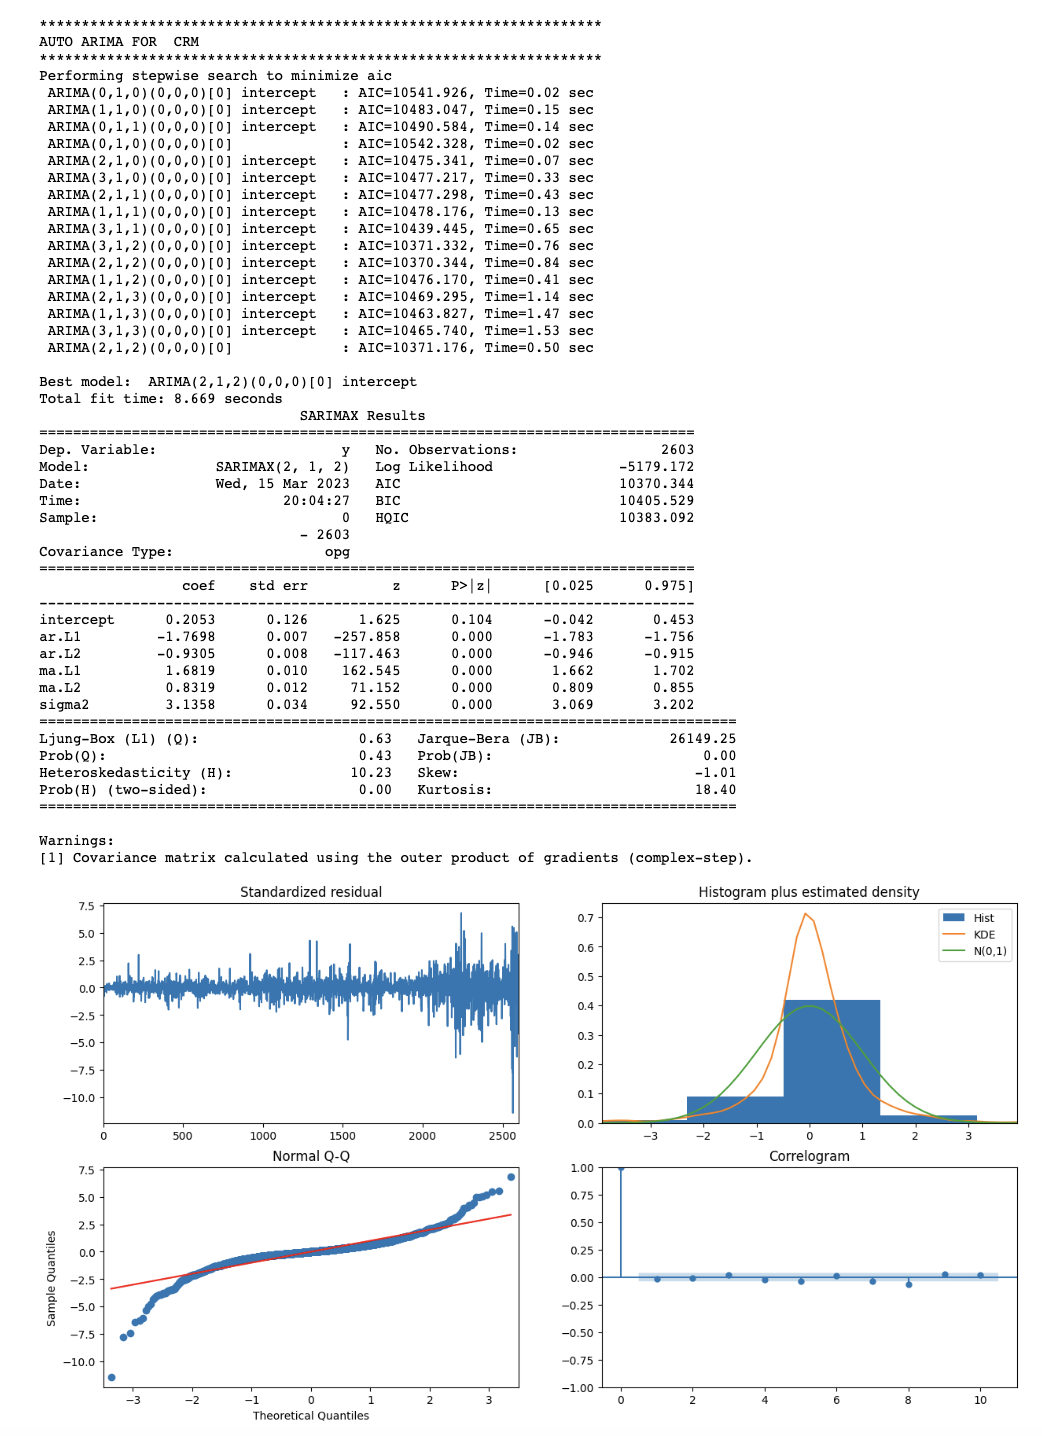 *******************************************************************
AUTO ARIMA FOR  CRM
*******************************************************************
Performing stepwise search to minimize aic
 ARIMA(0,1,0)(0,0,0)[0] intercept   : AIC=10541.926, Time=0.02 sec
 ARIMA(1,1,0)(0,0,0)[0] intercept   : AIC=10483.047, Time=0.15 sec
 ARIMA(0,1,1)(0,0,0)[0] intercept   : AIC=10490.584, Time=0.14 sec
 ARIMA(0,1,0)(0,0,0)[0]             : AIC=10542.328, Time=0.02 sec
 ARIMA(2,1,0)(0,0,0)[0] intercept   : AIC=10475.341, Time=0.07 sec
 ARIMA(3,1,0)(0,0,0)[0] intercept   : AIC=10477.217, Time=0.33 sec
 ARIMA(2,1,1)(0,0,0)[0] intercept   : AIC=10477.298, Time=0.43 sec
 ARIMA(1,1,1)(0,0,0)[0] intercept   : AIC=10478.176, Time=0.13 sec
 ARIMA(3,1,1)(0,0,0)[0] intercept   : AIC=10439.445, Time=0.65 sec
 ARIMA(3,1,2)(0,0,0)[0] intercept   : AIC=10371.332, Time=0.76 sec
 ARIMA(2,1,2)(0,0,0)[0] intercept   : AIC=10370.344, Time=0.84 sec
 ARIMA(1,1,2)(0,0,0)[0] intercept   : AIC=10476.170, Time=0.41 sec
 ARIMA(2,1,3)(0,0,0)[0] intercept   : AIC=10469.295, Time=1.14 sec
 ARIMA(1,1,3)(0,0,0)[0] intercept   : AIC=10463.827, Time=1.47 sec
 ARIMA(3,1,3)(0,0,0)[0] intercept   : AIC=10465.740, Time=1.53 sec
 ARIMA(2,1,2)(0,0,0)[0]             : AIC=10371.176, Time=0.50 sec
Best model:  ARIMA(2,1,2)(0,0,0)[0] intercept
Total fit time: 8.669 seconds
SARIMAX Results
==============================================================================
Dep. Variable: y No. Observations: 2603
Model: SARIMAX(2, 1, 2) Log Likelihood -5179.172
Date: Wed, 15 Mar 2023 AIC 10370.344
Time: 20:04:27 BIC 10405.529
Sample: 0 HQIC 10383.092
- 2603
Covariance Type: opg
==============================================================================
coef std err z P>|z| [0.025 0.975]
------------------------------------------------------------------------------
intercept 0.2053 0.126 1.625 0.104 -0.042 0.453
ar.L1 -1.7698 0.007 -257.858 0.000 -1.783 -1.756
ar.L2 -0.9305 0.008 -117.463 0.000 -0.946 -0.915
ma.L1 1.6819 0.010 162.545 0.000 1.662 1.702
ma.L2 0.8319 0.012 71.152 0.000 0.809 0.855
sigma2 3.1358 0.034 92.550 0.000 3.069 3.202
===================================================================================
Ljung-Box (L1) (Q): 0.63 Jarque-Bera (JB): 26149.25
Prob(Q): 0.43 Prob(JB): 0.00
Heteroskedasticity (H): 10.23 Skew: -1.01
Prob(H) (two-sided): 0.00 Kurtosis: 18.40
===================================================================================
Warnings:
[1] Covariance matrix calculated using the outer product of gradients (complex-step).
Standardized residual
7.5
5.0
2.5
0.0
−2.5
−5.0
−7.5
−10.0
0 500 1000 1500 2000 2500
Histogram plus estimated density
Hist
KDE
N(0,1)
0.7
0.6
0.5
0.4
0.3
0.2
0.1
0.0
−3 −2 −1 0 1 2 3
Normal Q-Q
Sample Quantiles
7.5
5.0
2.5
0.0
−2.5
−5.0
−7.5
−10.0
−3 −2 −1 0 1 2 3
Theoretical Quantiles
Correlogram
1.00
0.75
0.50
0.25
0.00
−0.25
−0.50
−0.75
−1.00
0 2 4 6 8 10